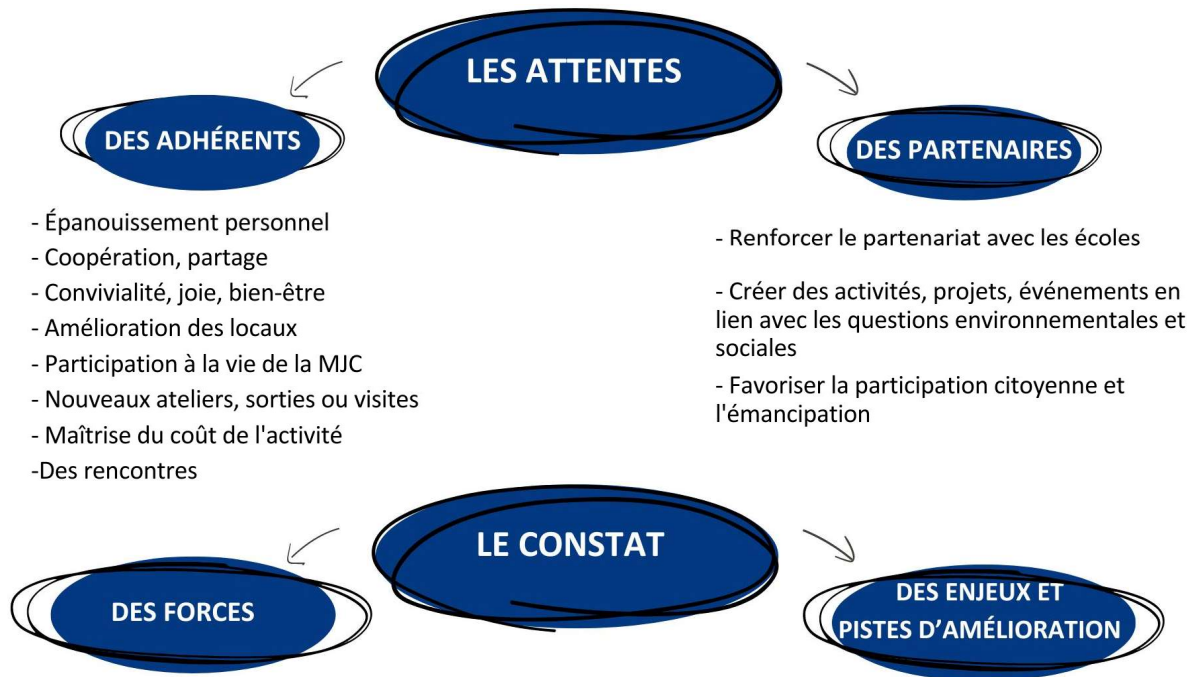 LES ATTENTES
DES ADHÉRENTS
- Épanouissement personnel
- Coopération, partage
- Convivialité, joie, bien-être
- Amélioration des locaux
- Participation à la vie de la MJC
- Nouveaux ateliers, sorties ou visites
- Maîtrise du coût de l'activité
-Des rencontres
DES PARTENAIRES
- Renforcer le partenariat avec les écoles
- Créer des activités, projets, événements en
lien avec les questions environnementales et
sociales
- Favoriser la participation citoyenne et
l'émancipation
LE CONSTAT
DES FORCES
DES ENJEUX ET
PISTES D’AMÉLIORATION